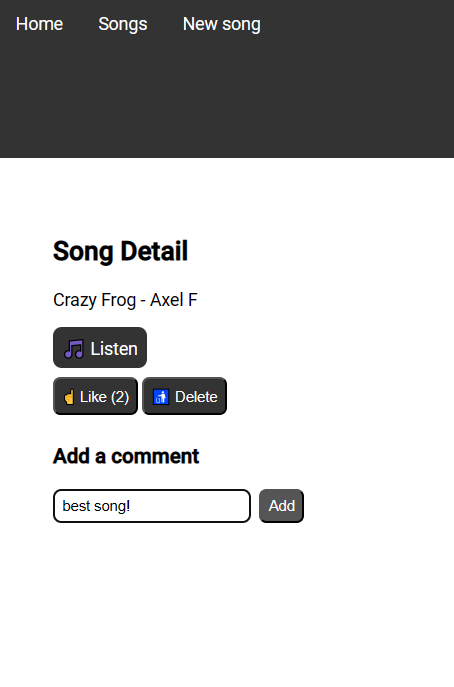 Home Songs New song
Song Detail
Crazy Frog - Axel F
🎵 Listen
☝ Like (2) 🚮 Delete
Add a comment
best song! Add